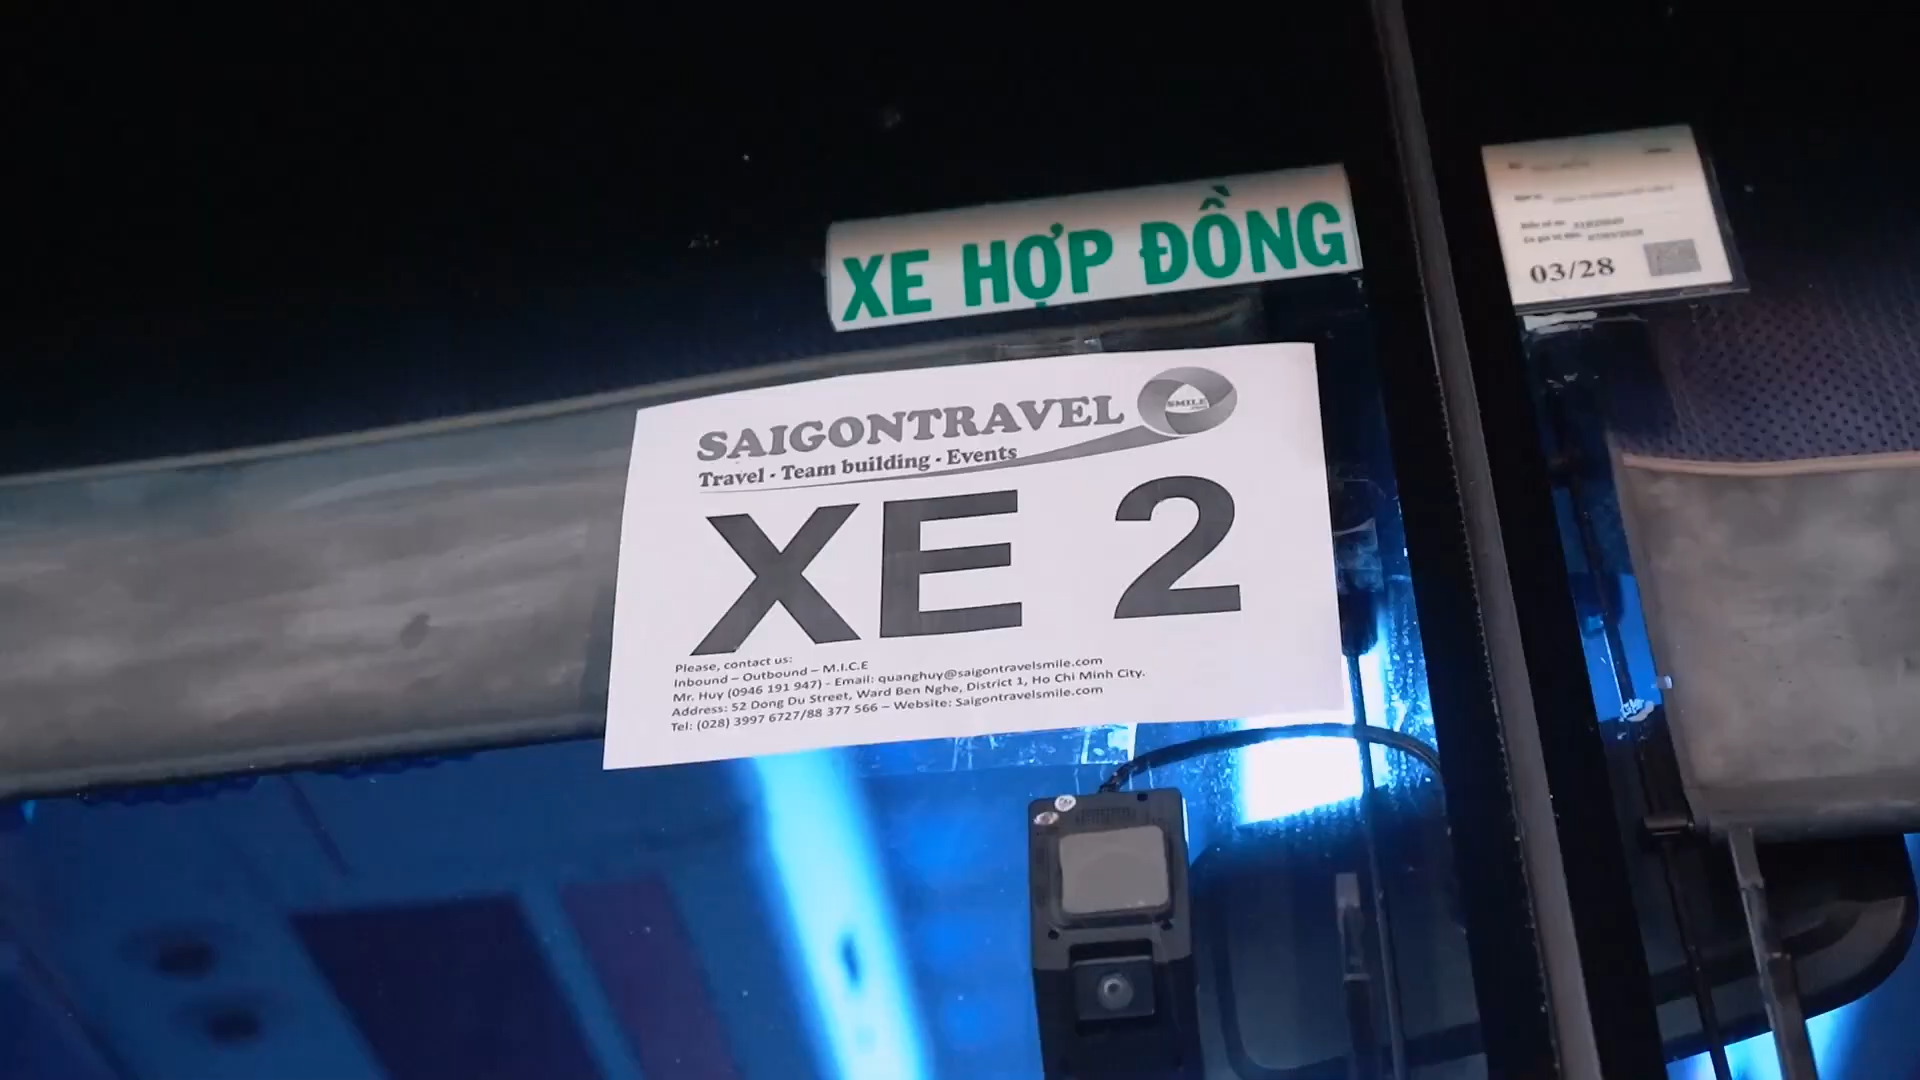 XE HỢP ĐỒNG
03/28
SAIGONTRAVEL
SMILE
Travel - Team building - Events
XE 2
Please, contact us:
Inbound – Outbound – M.I.C.E
Mr. Huy (0946 191 947) - Email: quanghuy@saigontravelsmile.com
Address: 52 Dong Du Street, Ward Ben Nghe, District 1, Ho Chi Minh City.
Tel: (028) 3997 6727/88 377 566 – Website: Saigontravelsmile.com